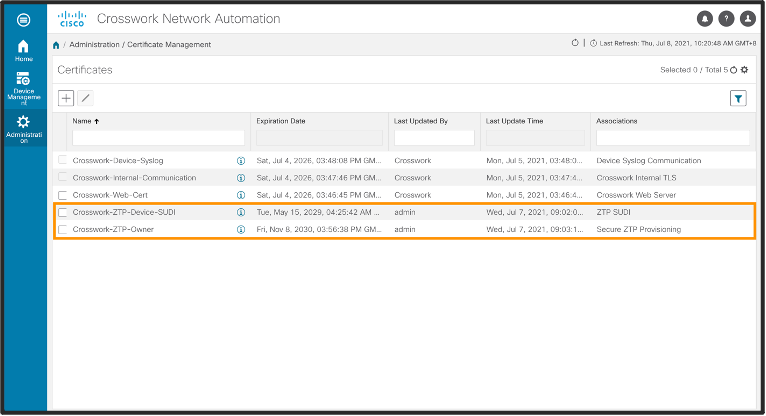 CISCO Crosswork Network Automation
Home
Device
Manageme
nt
Administrati
on
/ Administration / Certificate Management
Last Refresh: Thu, Jul 8, 2021, 10:20:48 AM GMT+8
Certificates
Selected 0 / Total 5
Name Expiration Date Last Updated By Last Update Time Associations
Crosswork-Device-Syslog Sat, Jul 4, 2026, 03:48:08 PM GM... Crosswork Mon, Jul 5, 2021, 03:48:0... Device Syslog Communication
Crosswork-Internal-Communication Sat, Jul 4, 2026, 03:47:46 PM GM... Crosswork Mon, Jul 5, 2021, 03:47:4... Crosswork Internal TLS
Crosswork-Web-Cert Sat, Jul 4, 2026, 03:46:45 PM GM... Crosswork Mon, Jul 5, 2021, 03:46:4... Crosswork Web Server
Crosswork-ZTP-Device-SUDI Tue, May 15, 2029, 04:25:42 AM ... admin Wed, Jul 7, 2021, 09:02:0... ZTP SUDI
Crosswork-ZTP-Owner Fri, Nov 8, 2030, 03:56:38 PM GM... admin Wed, Jul 7, 2021, 09:03:1... Secure ZTP Provisioning